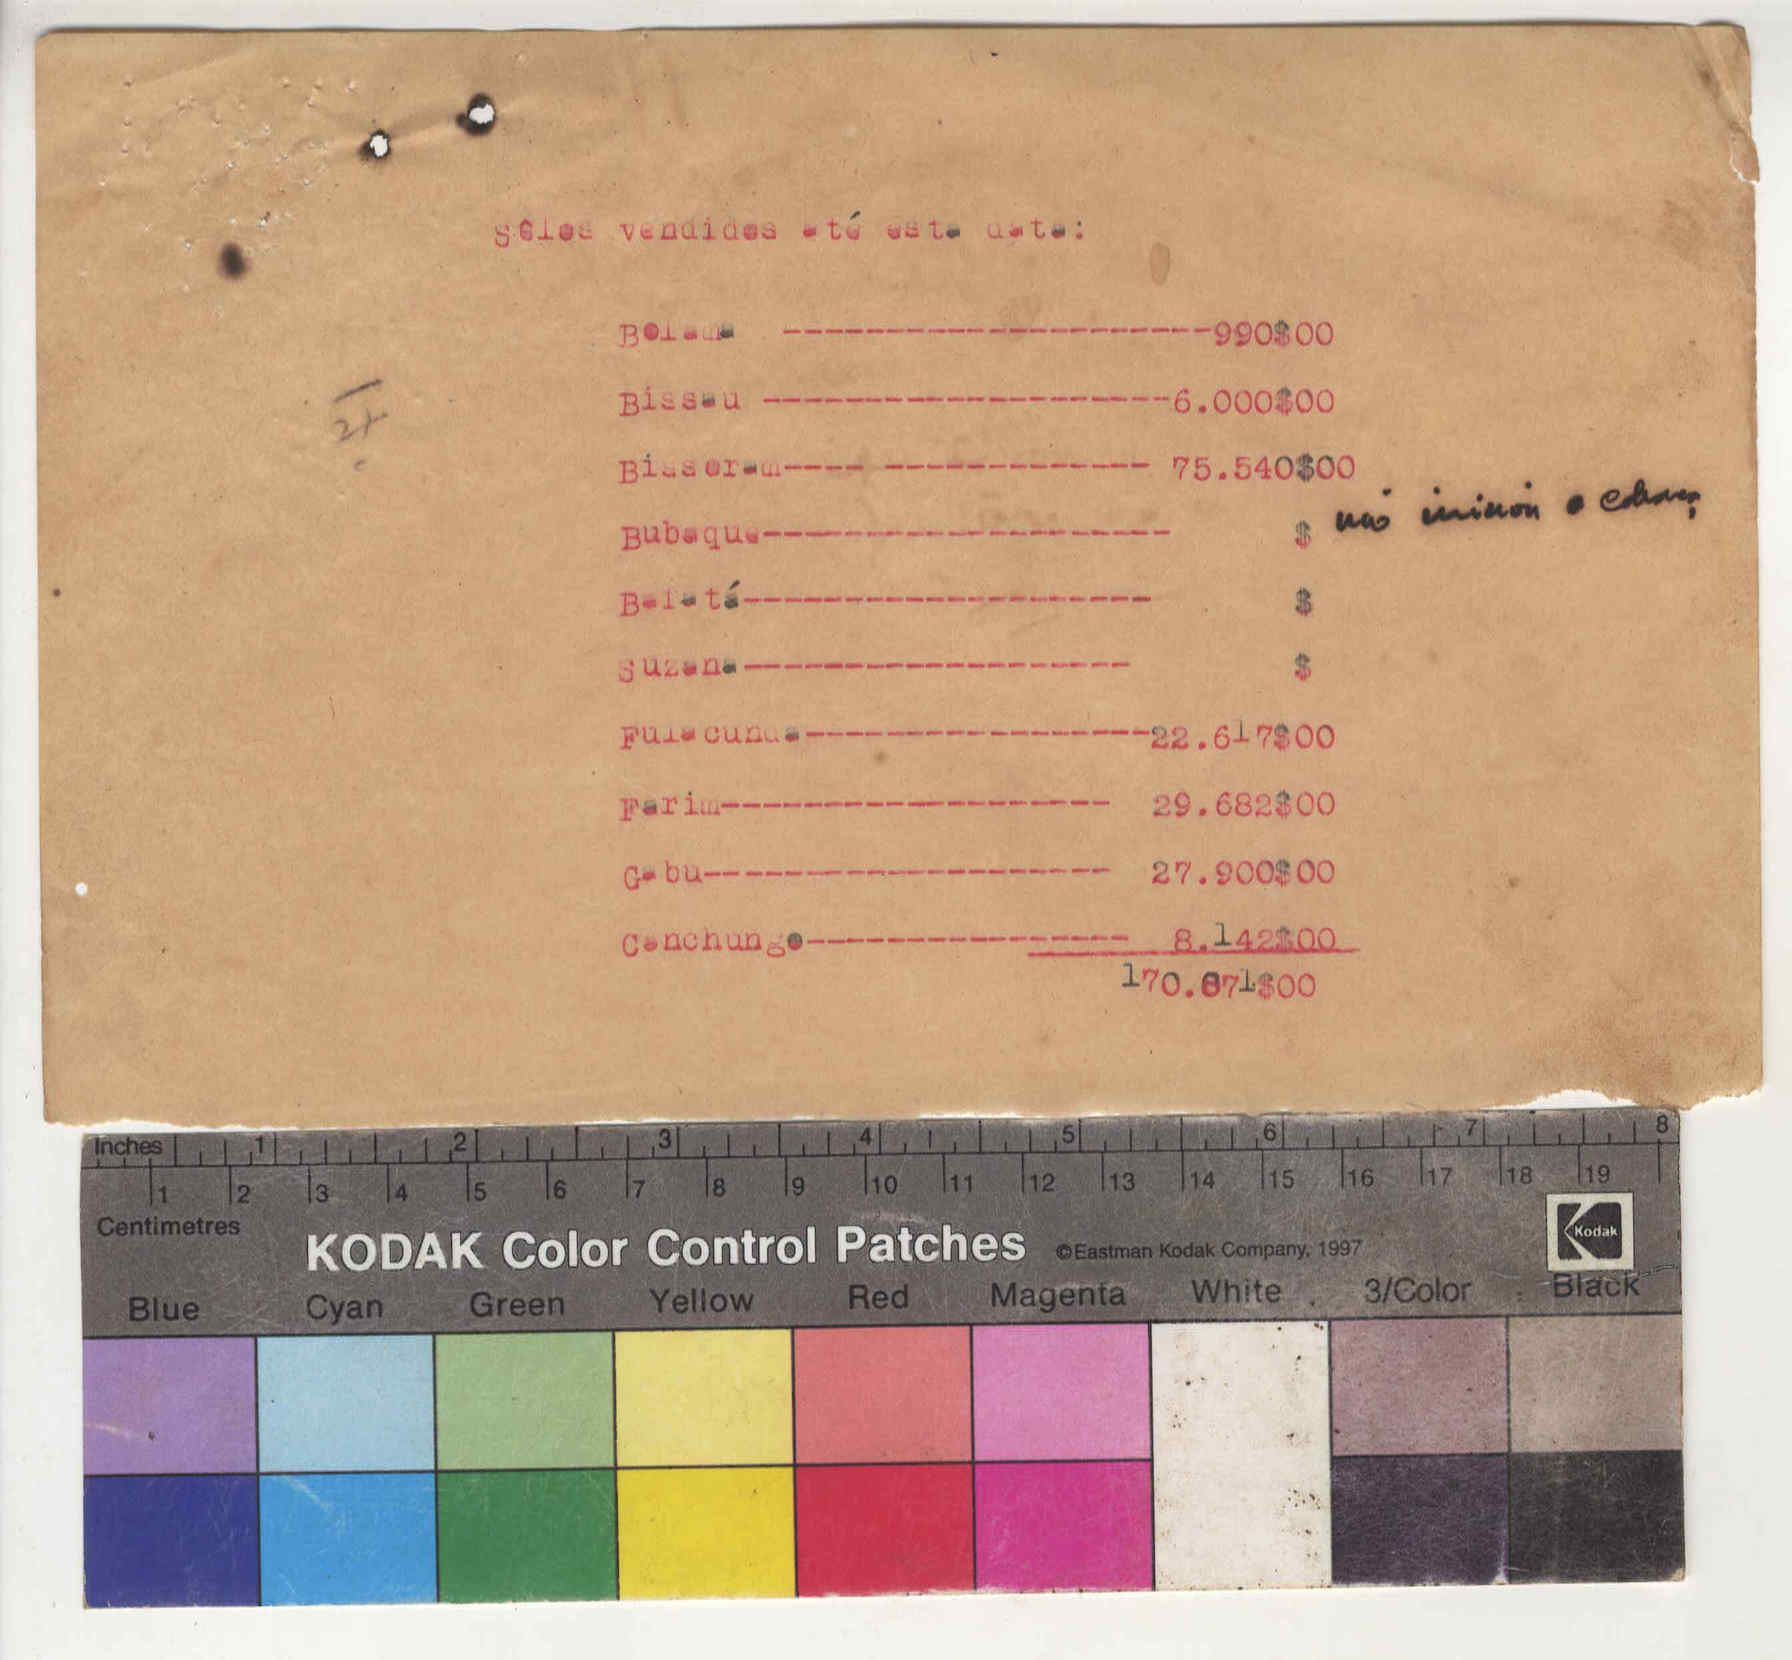 Sêlos vendidos até esta data:
Bolama ---------------------990$00
Bissau --------------------6.000$00
Bissoram---- ------------- 75.540$00
Bubaque-------------------- $ não iniciou a cobrança
Bafatá-------------------- $
Suzana------------------- $
Fulacunda-----------------22.617$00
Farim------------------- 29.682$00
Gabu-------------------- 27.900$00
Canchungo---------------- 8.142$00
170.871$00
Inches 1 2 3 4 5 6 7 8
1 2 3 4 5 6 7 8 9 10 11 12 13 14 15 16 17 18 19
Centimetres
KODAK Color Control Patches ©Eastman Kodak Company, 1997 Kodak
Blue Cyan Green Yellow Red Magenta White 3/Color Black